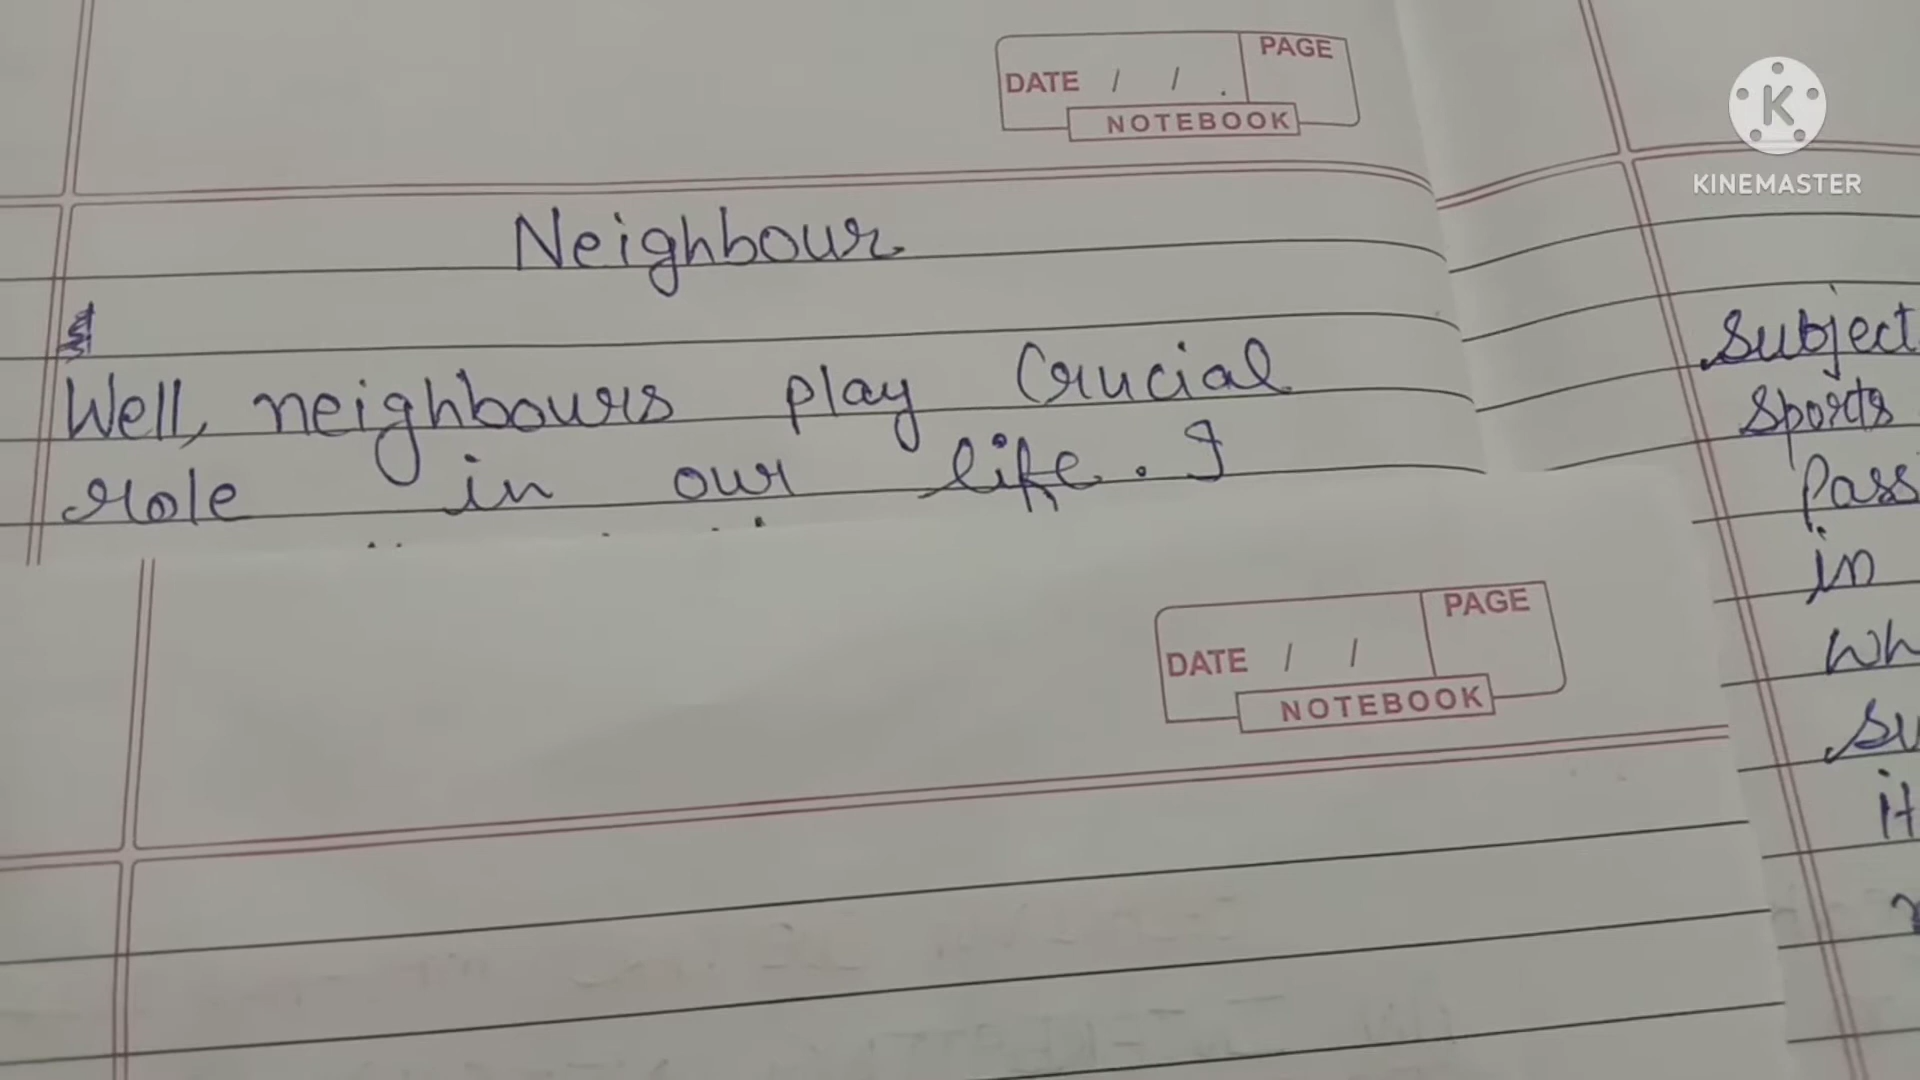 PAGE
DATE / /
NOTEBOOK
KINEMASTER
Neighbour
Well, neighbours play Crucial
role in our life. I
PAGE
DATE / /
NOTEBOOK
Subject
Sports
Pass
in